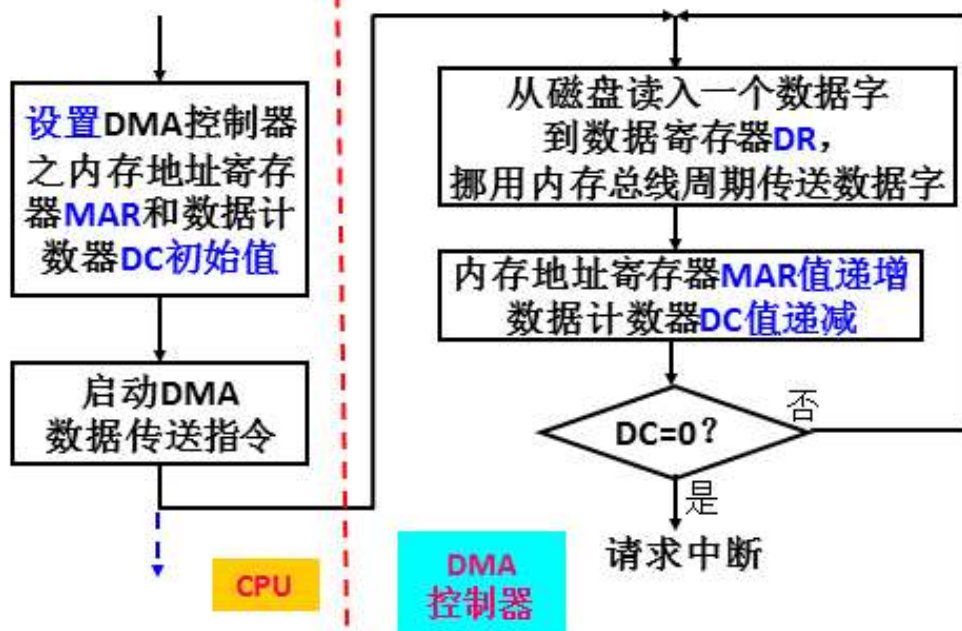 设置DMA控制器
之内存地址寄存
器MAR和数据计
数器DC初始值
启动DMA
数据传送指令
CPU
从磁盘读入一个数据字
到数据寄存器DR，
挪用内存总线周期传送数据字
内存地址寄存器MAR值递增
数据计数器DC值递减
DC=0？
否
是
请求中断
DMA
控制器